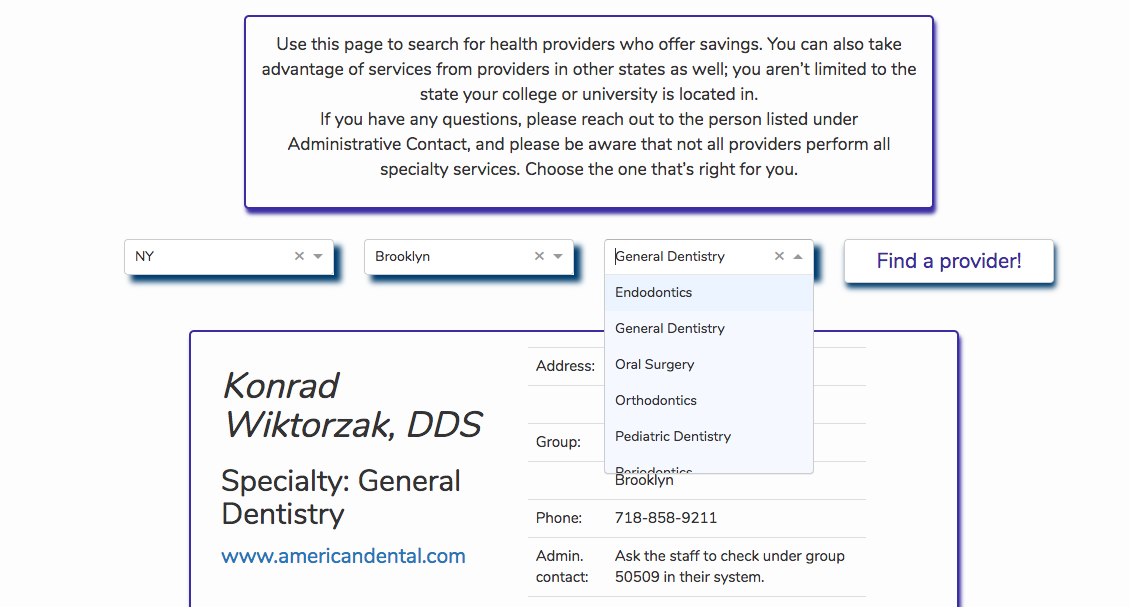 Use this page to search for health providers who offer savings. You can also take
advantage of services from providers in other states as well; you aren’t limited to the
state your college or university is located in.
If you have any questions, please reach out to the person listed under
Administrative Contact, and please be aware that not all providers perform all
specialty services. Choose the one that’s right for you.
NY
Brooklyn
General Dentistry
Find a provider!
Endodontics
General Dentistry
Oral Surgery
Orthodontics
Pediatric Dentistry
Periodontics
Konrad
Wiktorzak, DDS
Specialty: General
Dentistry
www.americandental.com
Address:
Group:
Brooklyn
Phone: 718-858-9211
Admin. Ask the staff to check under group
contact: 50509 in their system.